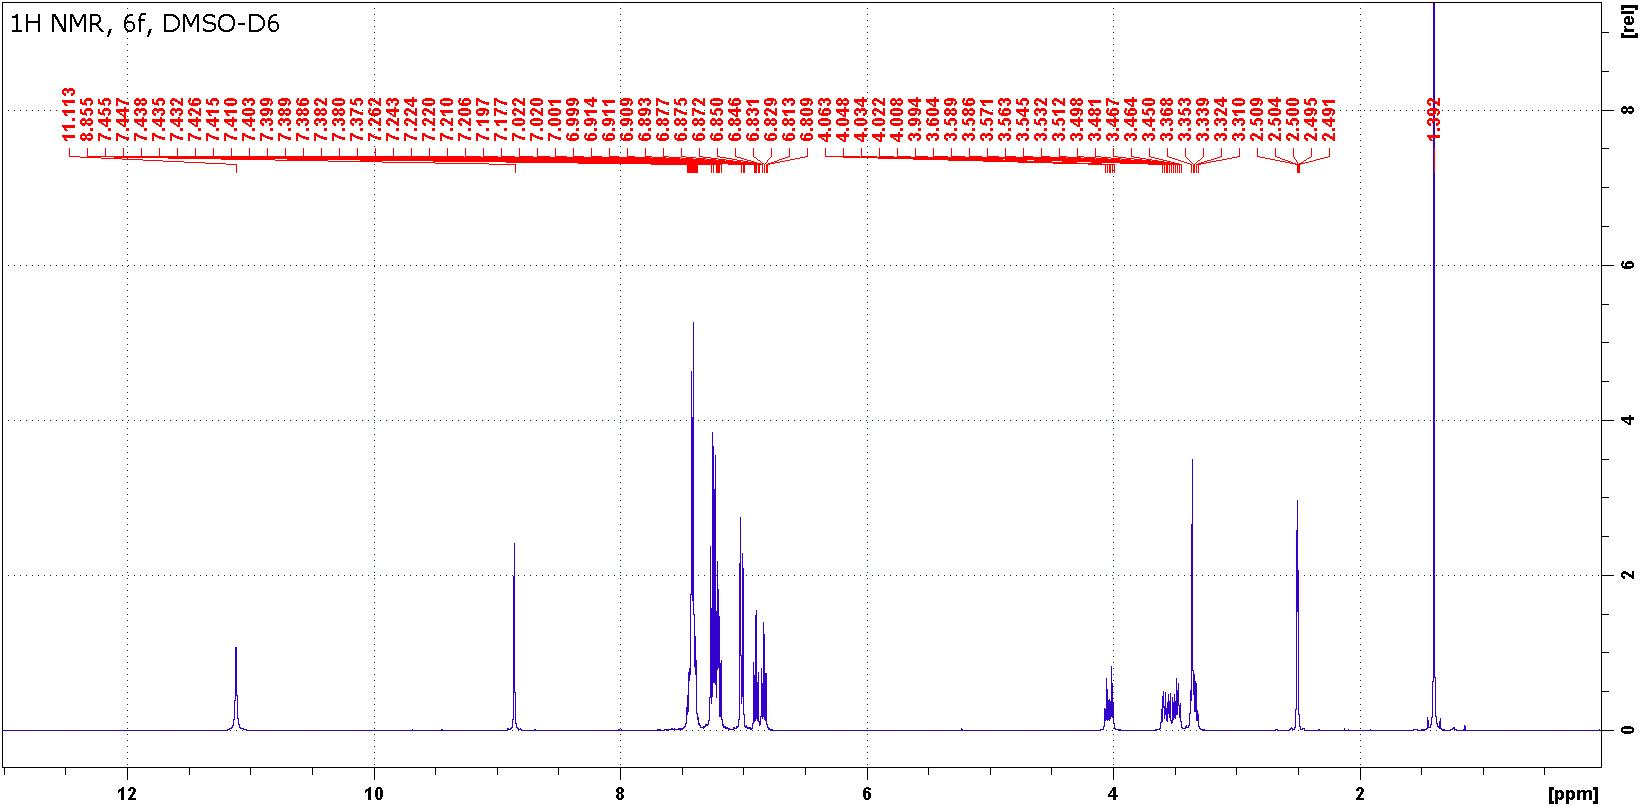 1H NMR, 6f, DMSO-D6
[rel]
11.113 8.855 7.455 7.447 7.438 7.435 7.432 7.426 7.415 7.410 7.403 7.399 7.389 7.386 7.382 7.380 7.375 7.262 7.243 7.224 7.220 7.210 7.206 7.197 7.177 7.022 7.020 7.001 6.999 6.914 6.911 6.909 6.893 6.877 6.875 6.872 6.850 6.846 6.831 6.829 6.813 6.809 4.063 4.048 4.034 4.022 4.008 3.994 3.604 3.589 3.586 3.571 3.563 3.545 3.532 3.512 3.498 3.481 3.467 3.464 3.450 3.368 3.353 3.339 3.324 3.310 2.509 2.504 2.500 2.495 2.491 1.392
8
6
4
2
0
12 10 8 6 4 2 [ppm]